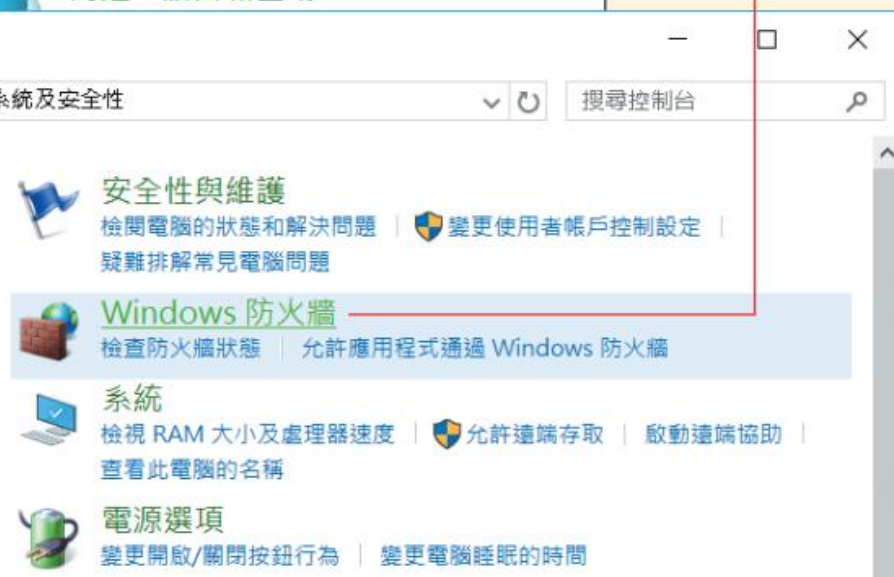 系統及安全性
搜尋控制台
安全性與維護
檢閱電腦的狀態和解決問題 | 變更使用者帳戶控制設定 |
疑難排解常見電腦問題
Windows 防火牆
檢查防火牆狀態 | 允許應用程式通過 Windows 防火牆
系統
檢視 RAM 大小及處理器速度 | 允許遠端存取 | 啟動遠端協助 |
查看此電腦的名稱
電源選項
變更開啟/關閉按鈕行為 | 變更電腦睡眠的時間